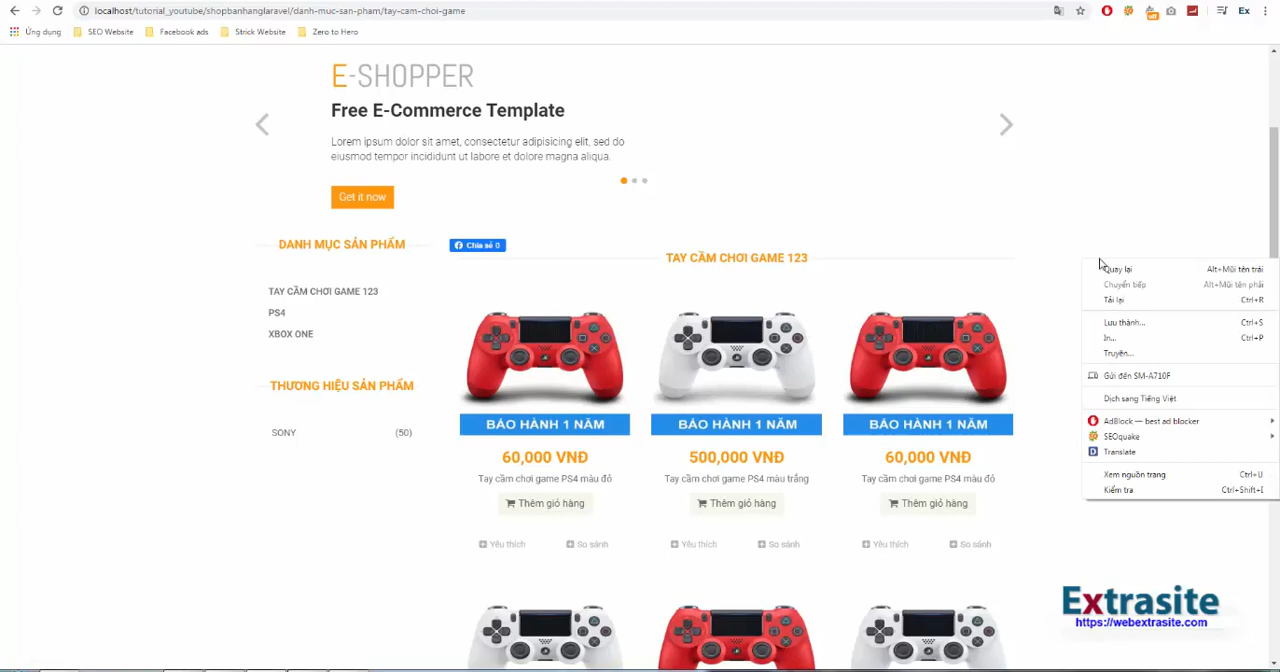 localhost/tutorial_youtube/shopbanhanglaravel/danh-muc-san-pham/tay-cam-choi-game
off
Ex
Ứng dụng
SEO Website
Facebook ads
Strick Website
Zero to Hero
E-SHOPPER
Free E-Commerce Template
Lorem ipsum dolor sit amet, consectetur adipisicing elit, sed do
eiusmod tempor incididunt ut labore et dolore magna aliqua.
Get it now
DANH MỤC SẢN PHẨM
TAY CẦM CHƠI GAME 123
PS4
XBOX ONE
THƯƠNG HIỆU SẢN PHẨM
SONY (50)
Chia sẻ 0
TAY CẦM CHƠI GAME 123
BẢO HÀNH 1 NĂM
BẢO HÀNH 1 NĂM
BẢO HÀNH 1 NĂM
60,000 VNĐ
500,000 VNĐ
60,000 VNĐ
Tay cầm chơi game PS4 màu đỏ
Tay cầm chơi game PS4 màu trắng
Tay cầm chơi game PS4 màu đỏ
Thêm giỏ hàng
Thêm giỏ hàng
Thêm giỏ hàng
Yêu thích
So sánh
Yêu thích
So sánh
Yêu thích
So sánh
Quay lại Alt+Mũi tên trái
Chuyển tiếp Alt+Mũi tên phải
Tải lại Ctrl+R
Lưu thành... Ctrl+S
In... Ctrl+P
Truyền...
Gửi đến SM-A710F
Dịch sang Tiếng Việt
AdBlock — best ad blocker
SEOquake
Translate
Xem nguồn trang Ctrl+U
Kiểm tra Ctrl+Shift+I
Extrasite
https://webextrasite.com